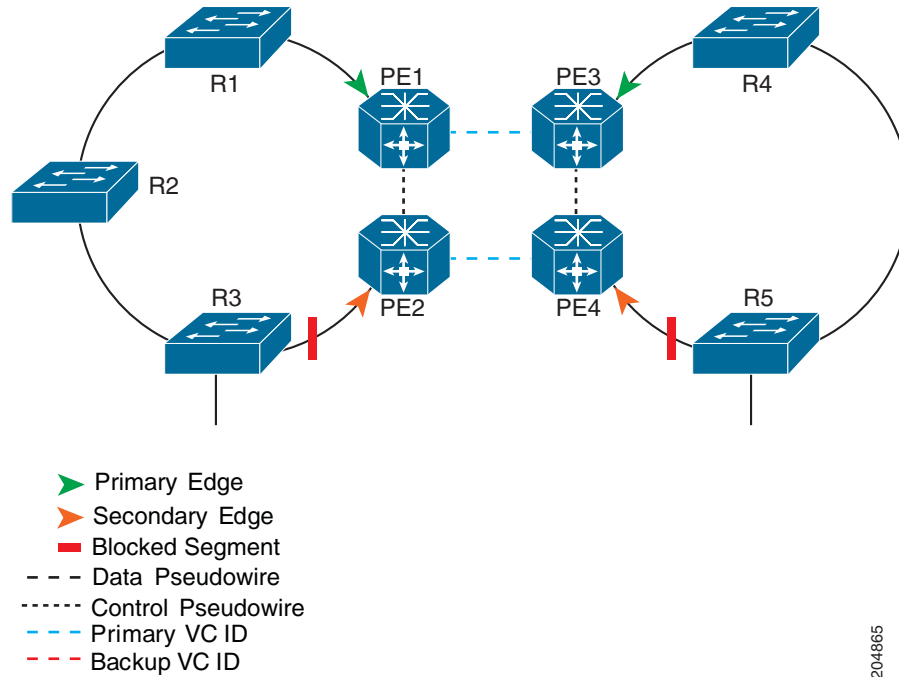 R1
PE1
PE3
R4
R2
R3
PE2
PE4
R5
Primary Edge
Secondary Edge
Blocked Segment
Data Pseudowire
Control Pseudowire
Primary VC ID
Backup VC ID
204865